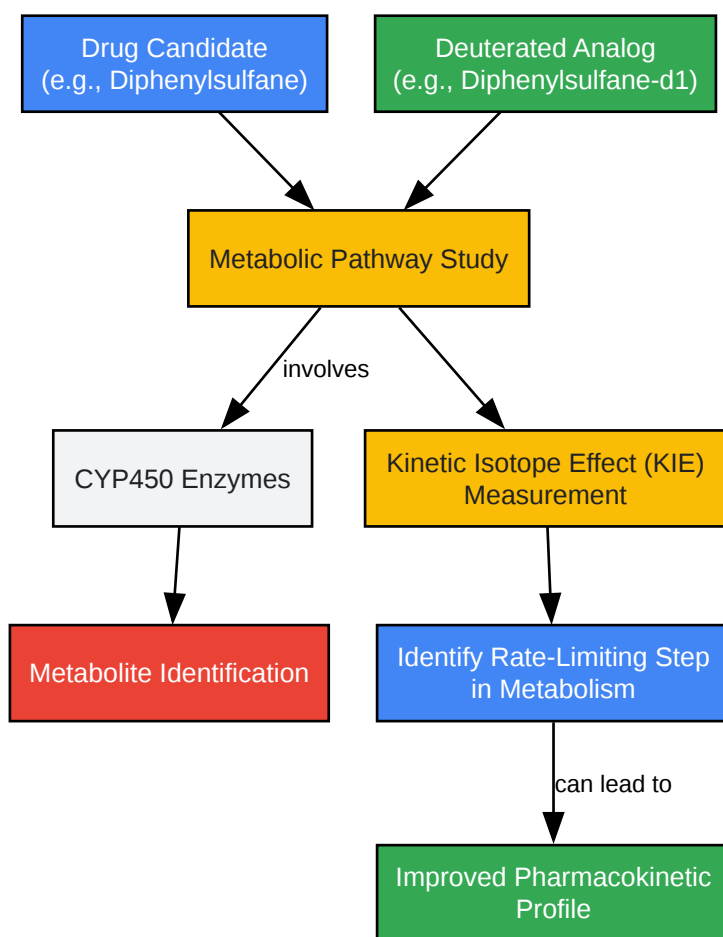 Drug Candidate
(e.g., Diphenylsulfane)
Deuterated Analog
(e.g., Diphenylsulfane-d1)
Metabolic Pathway Study
involves
CYP450 Enzymes
Kinetic Isotope Effect (KIE)
Measurement
Metabolite Identification
Identify Rate-Limiting Step
in Metabolism
can lead to
Improved Pharmacokinetic
Profile